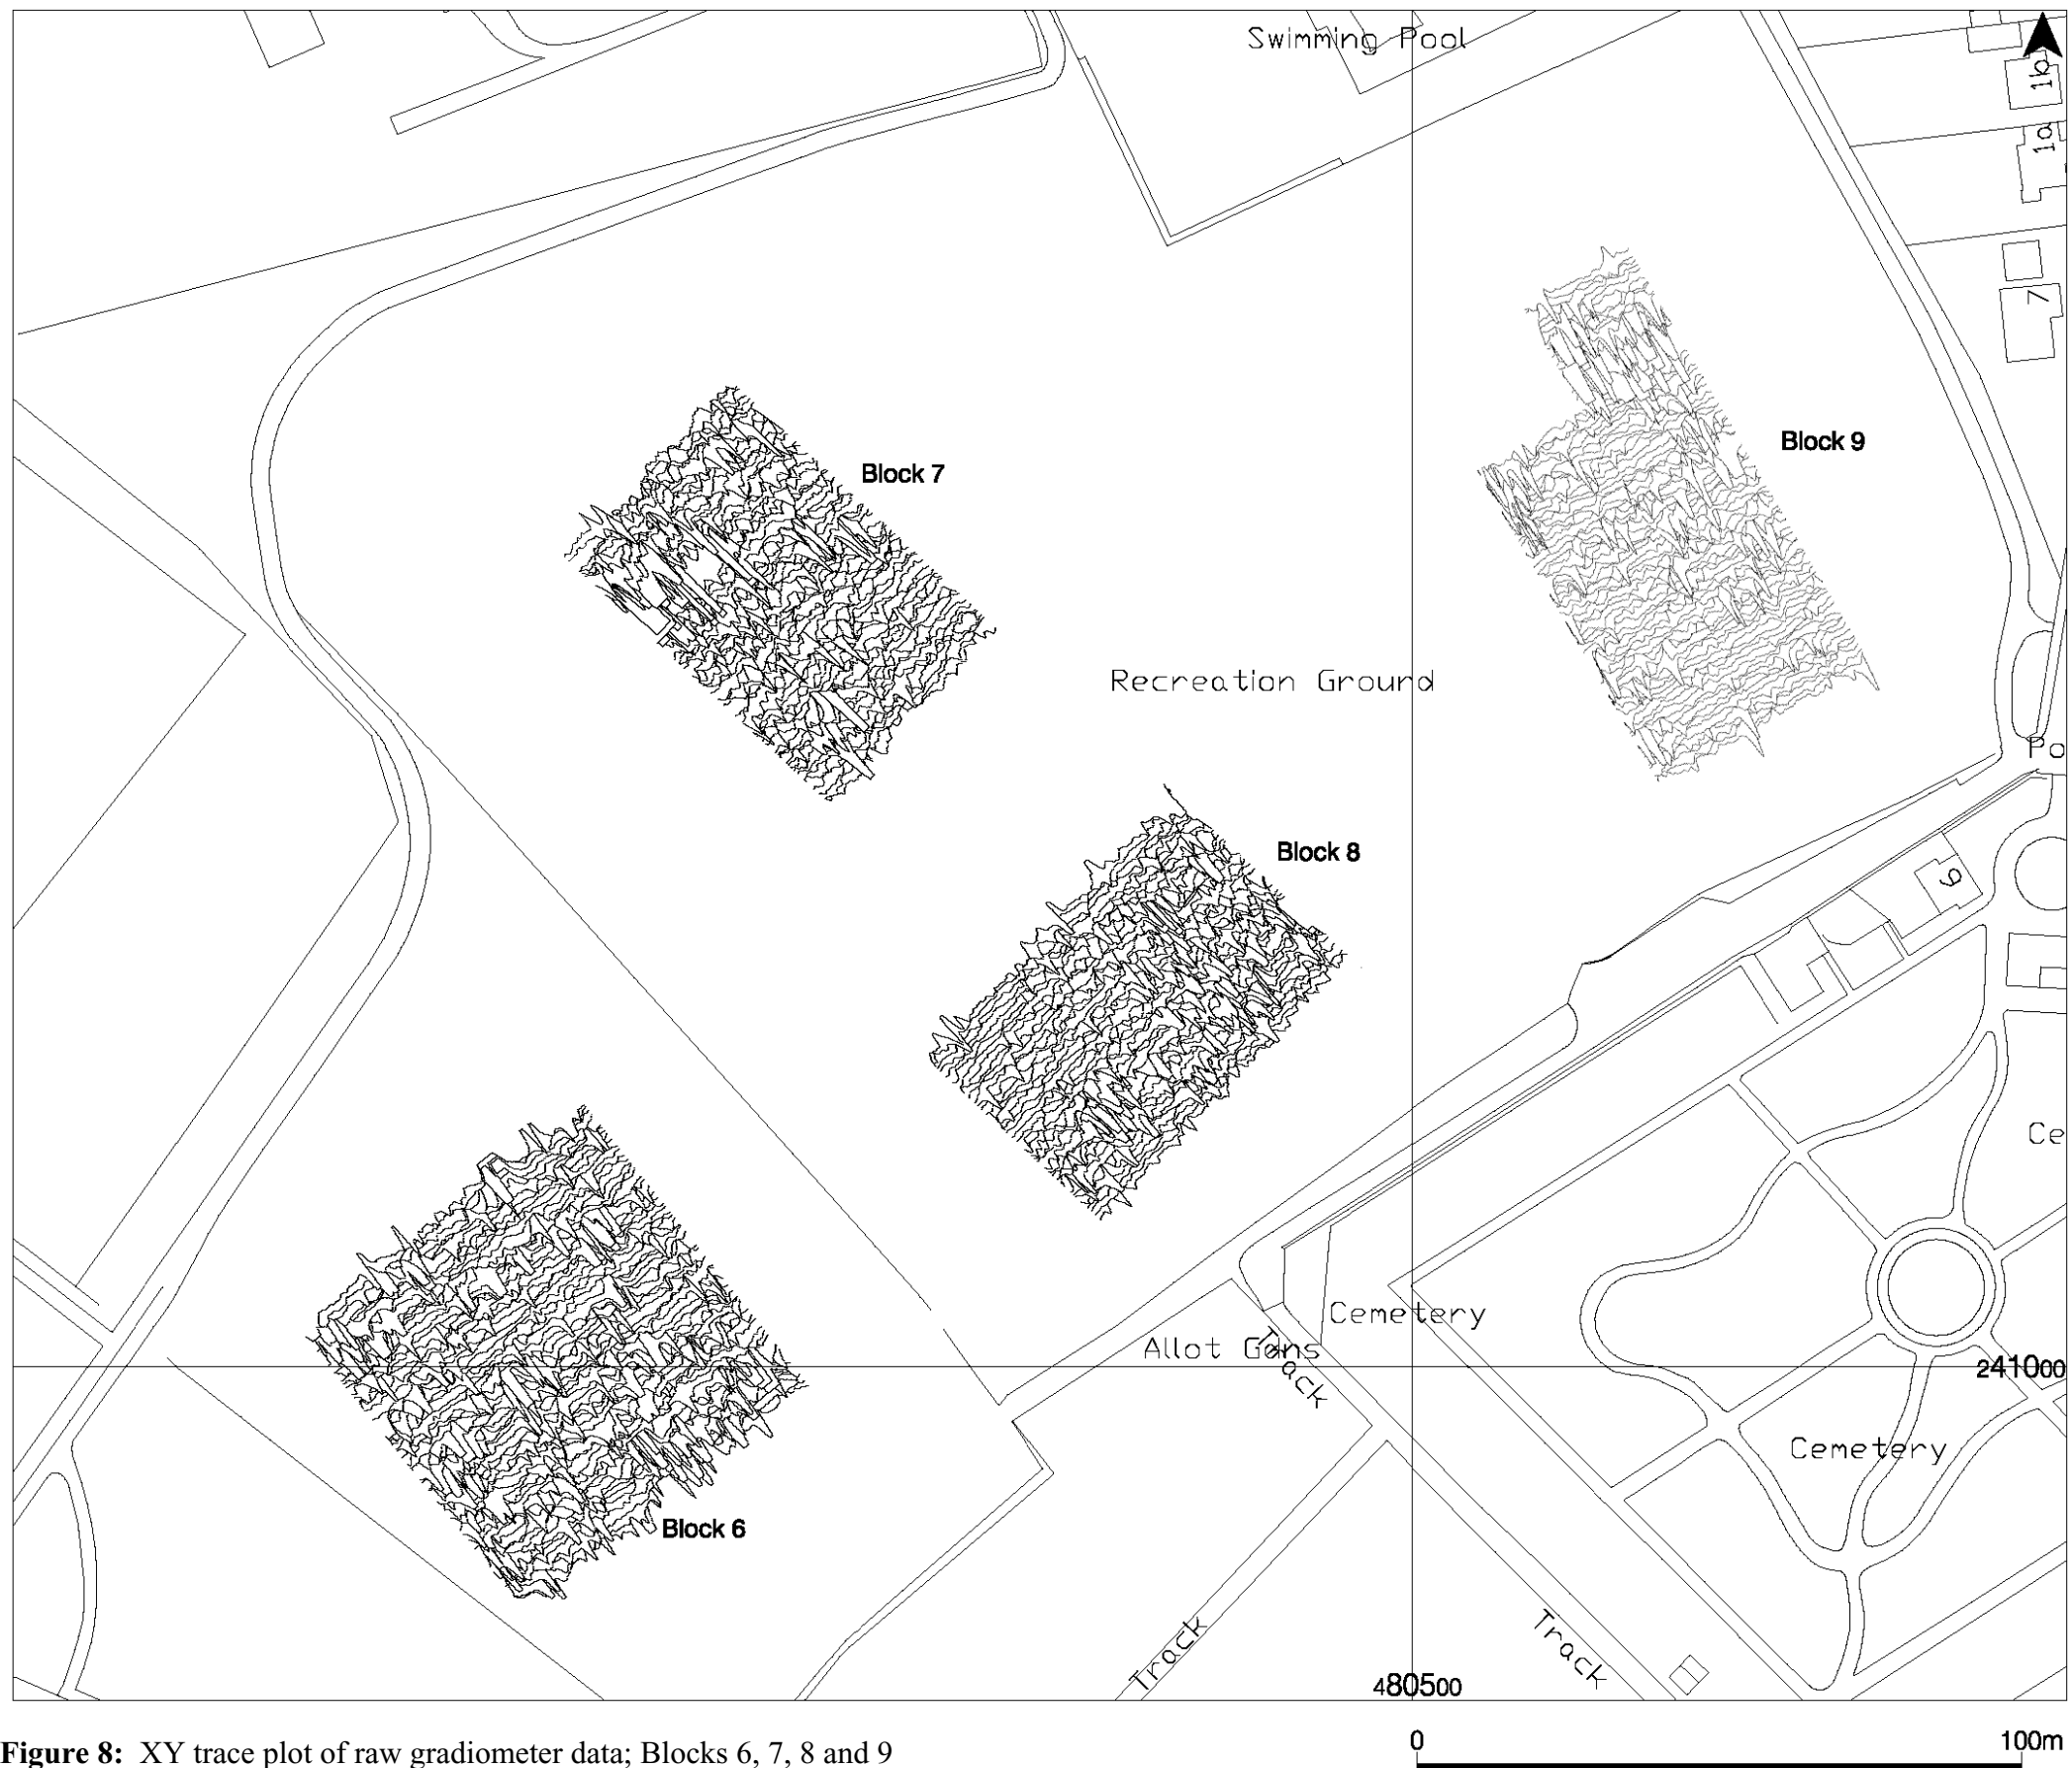 Swimming Pool
1b
1a
7
Block 9
Block 7
Recreation Ground
Po
Block 8
9
Ce
Cemetery
Allot Gdns
Track
241000
Cemetery
Block 6
Track
Track
480500
Figure 8: XY trace plot of raw gradiometer data; Blocks 6, 7, 8 and 9
0 100m